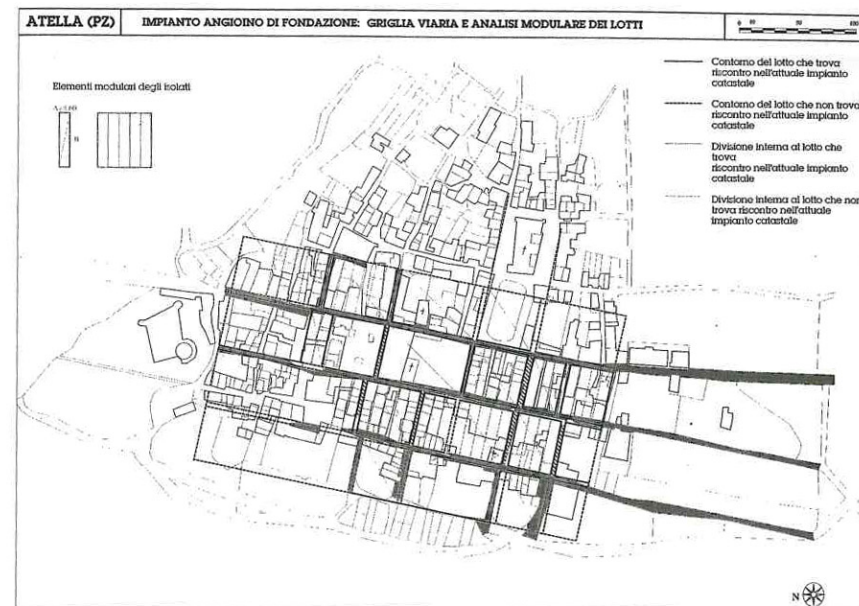 ATELLA (PZ)
IMPIANTO ANGIOINO DI FONDAZIONE: GRIGLIA VIARIA E ANALISI MODULARE DEI LOTTI
Elementi modulari degli isolati
Contorno del lotto che trova
riscontro nell'attuale impianto
catastale
Contorno del lotto che non trova
riscontro nell'attuale impianto
catastale
Divisione interna al lotto che
trova
riscontro nell'attuale impianto
catastale
Divisione interna al lotto che non
trova riscontro nell'attuale
impianto catastale
N